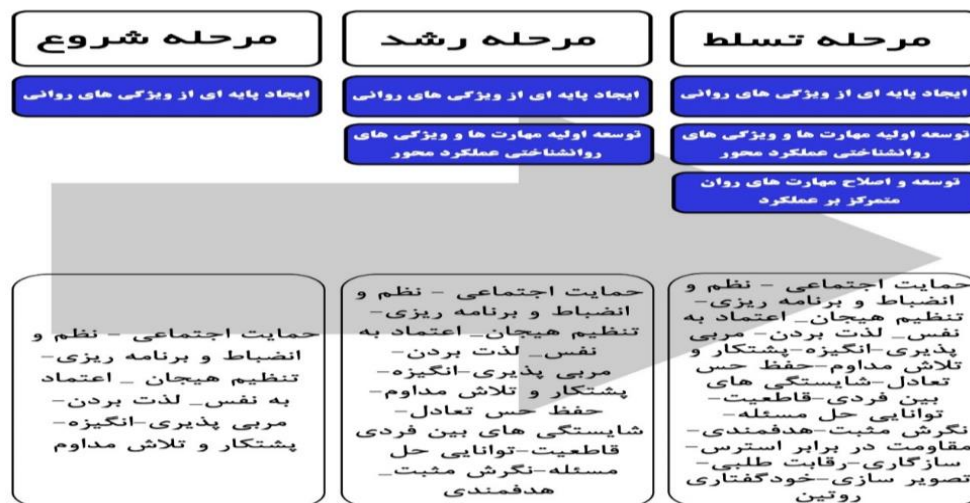 مرحله تسلط
مرحله رشد
مرحله شروع
ایجاد پایه ای از ویژگی های روانی
ایجاد پایه ای از ویژگی های روانی
ایجاد پایه ای از ویژگی های روانی
توسعه اولیه مهارت ها و ویژگی های
روانشناختی عملکرد محور
توسعه اولیه مهارت ها و ویژگی های
روانشناختی عملکرد محور
توسعه و اصلاح مهارت های روان
متمرکز بر عملکرد
حمایت اجتماعی - نظم و
انضباط و برنامه ریزی-
تنظیم هیجان_ اعتماد به
نفس_ لذت بردن- مربی
پذیری-انگیزه-پشتکار و
تلاش مداوم-حفظ حس
تعادل-شایستگی های
بین فردی-قاطعیت-
توانایی حل مسئله-
نگرش مثبت-هدفمندی-
مقاومت در برابر استرس-
سازگاری-رقابت طلبی-
تصویر سازی-خودگفتاری
روتین
حمایت اجتماعی - نظم و
انضباط و برنامه ریزی-
تنظیم هیجان_ اعتماد به
نفس_ لذت بردن-
مربی پذیری-انگیزه-
پشتکار و تلاش مداوم-
حفظ حس تعادل-
شایستگی های بین فردی
قاطعیت-توانایی حل
مسئله-نگرش مثبت_
هدفمندی
حمایت اجتماعی - نظم و
انضباط و برنامه ریزی-
تنظیم هیجان _ اعتماد
به نفس_ لذت بردن-
مربی پذیری-انگیزه-
پشتکار و تلاش مداوم